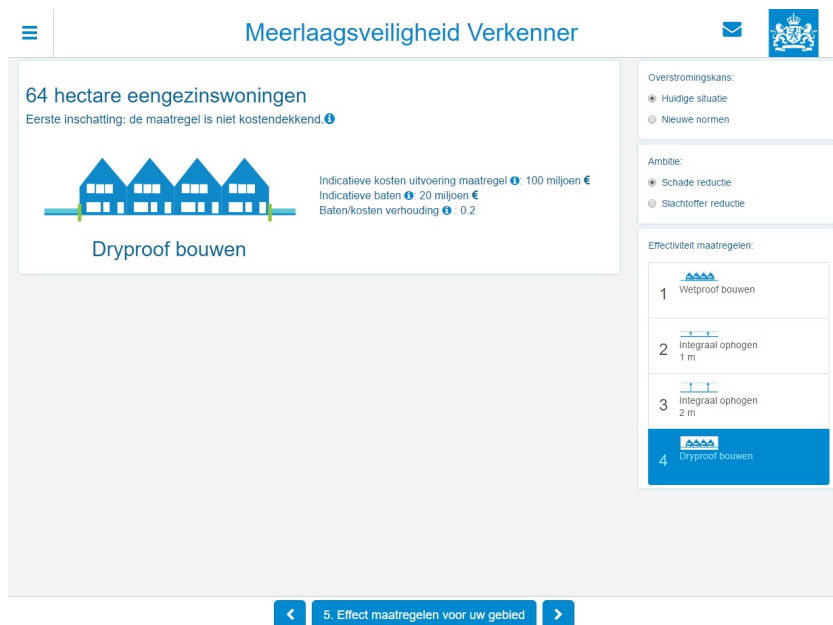 Meerlaagsveiligheid Verkenner
64 hectare eengezinswoningen
Eerste inschatting: de maatregel is niet kostendekkend.
Indicatieve kosten uitvoering maatregel : 100 miljoen €
Indicatieve baten : 20 miljoen €
Baten/kosten verhouding : 0.2
Dryproof bouwen
Overstromingskans:
Huidige situatie
Nieuwe normen
Ambitie:
Schade reductie
Slachtoffer reductie
Effectiviteit maatregelen:
1 Wetproof bouwen
2 Integraal ophogen
1 m
3 Integraal ophogen
2 m
4 Dryproof bouwen
5. Effect maatregelen voor uw gebied